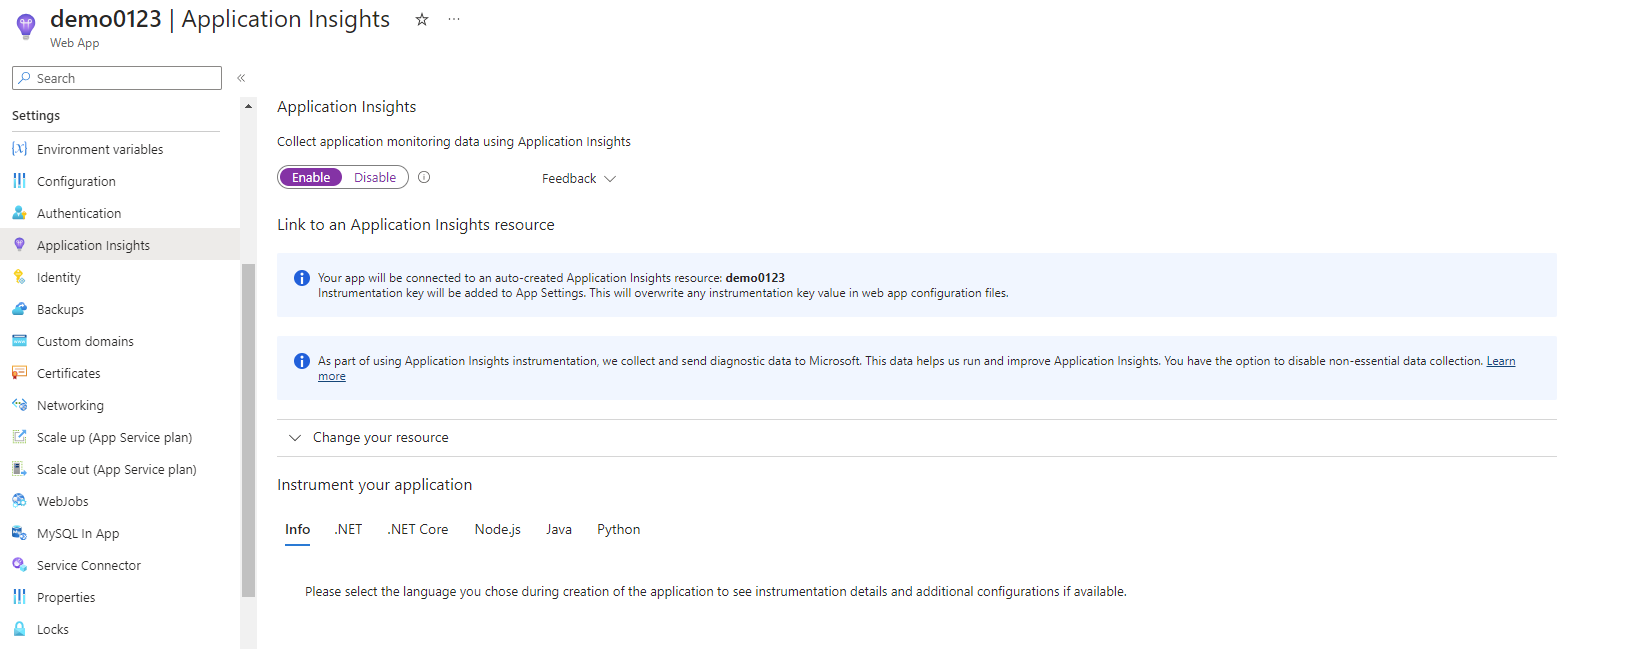 demo0123 | Application Insights
Web App
Search
Settings
Environment variables
Configuration
Authentication
Application Insights
Identity
Backups
Custom domains
Certificates
Networking
Scale up (App Service plan)
Scale out (App Service plan)
WebJobs
MySQL In App
Service Connector
Properties
Locks
Application Insights
Collect application monitoring data using Application Insights
Enable Disable
Feedback
Link to an Application Insights resource
Your app will be connected to an auto-created Application Insights resource: demo0123
Instrumentation key will be added to App Settings. This will overwrite any instrumentation key value in web app configuration files.
As part of using Application Insights instrumentation, we collect and send diagnostic data to Microsoft. This data helps us run and improve Application Insights. You have the option to disable non-essential data collection. Learn
more
Change your resource
Instrument your application
Info .NET .NET Core Node.js Java Python
Please select the language you chose during creation of the application to see instrumentation details and additional configurations if available.